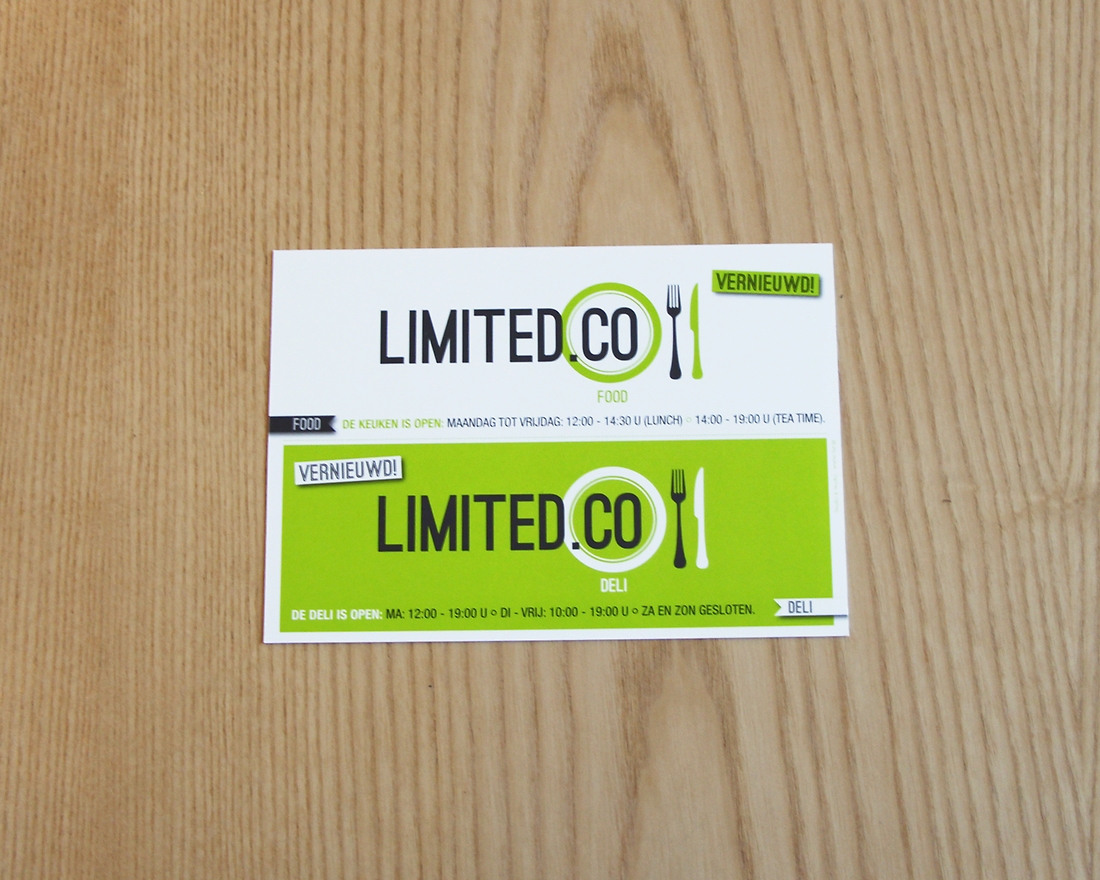 VERNIEUWD!
LIMITED.CO
FOOD
FOOD DE KEUKEN IS OPEN: MAANDAG TOT VRIJDAG: 12:00 - 14:30 U (LUNCH) ○ 14:00 - 19:00 U (TEA TIME).
VERNIEUWD!
LIMITED.CO
DELI
DE DELI IS OPEN: MA: 12:00 - 19:00 U ○ DI - VRIJ: 10:00 - 19:00 U ○ ZA EN ZON GESLOTEN. DELI